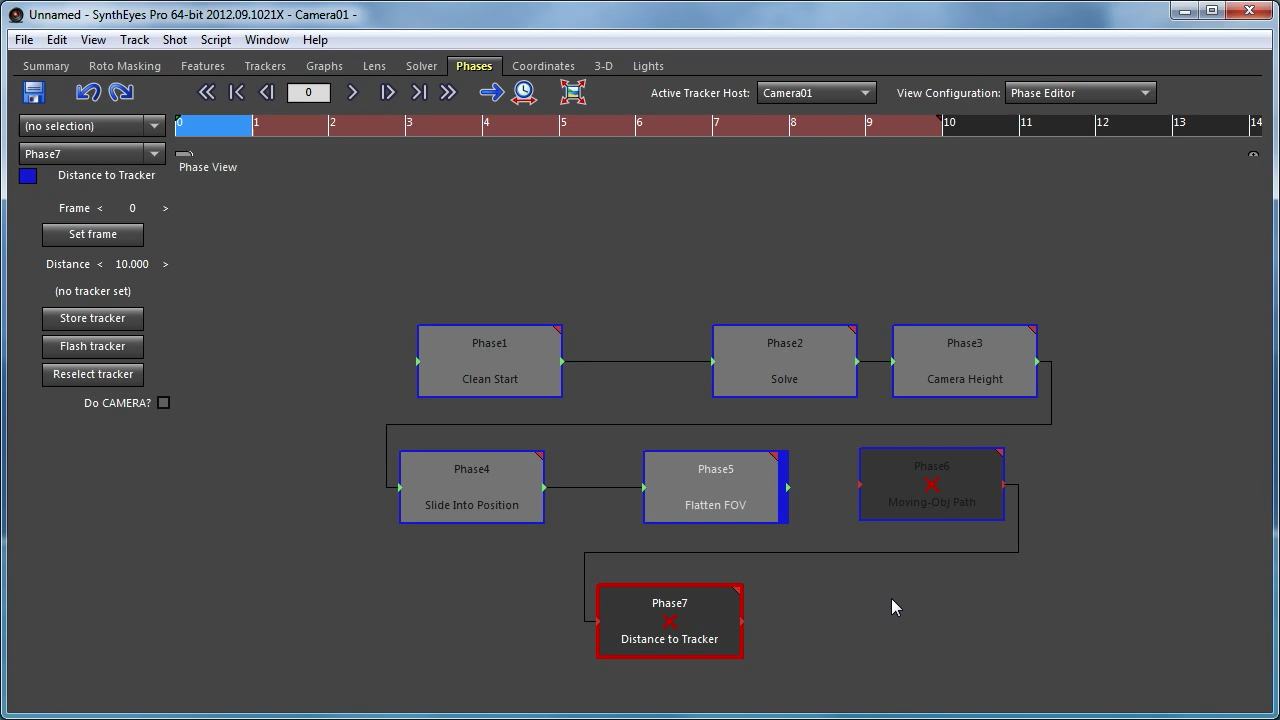 Unnamed - SynthEyes Pro 64-bit 2012.09.1021X - Camera01 -
File Edit View Track Shot Script Window Help
Summary Roto Masking Features Trackers Graphs Lens Solver Phases Coordinates 3-D Lights
0 Active Tracker Host: Camera01 View Configuration: Phase Editor
(no selection) 0 1 2 3 4 5 6 7 8 9 10 11 12 13 14
Phase7
Phase View
Distance to Tracker
Frame < 0 >
Set frame
Distance < 10.000 >
(no tracker set)
Store tracker
Flash tracker
Reselect tracker
Do CAMERA?
Phase1 Phase2 Phase3
Clean Start Solve Camera Height
Phase4 Phase5 Phase6
Slide Into Position Flatten FOV Moving-Obj Path
Phase7
Distance to Tracker